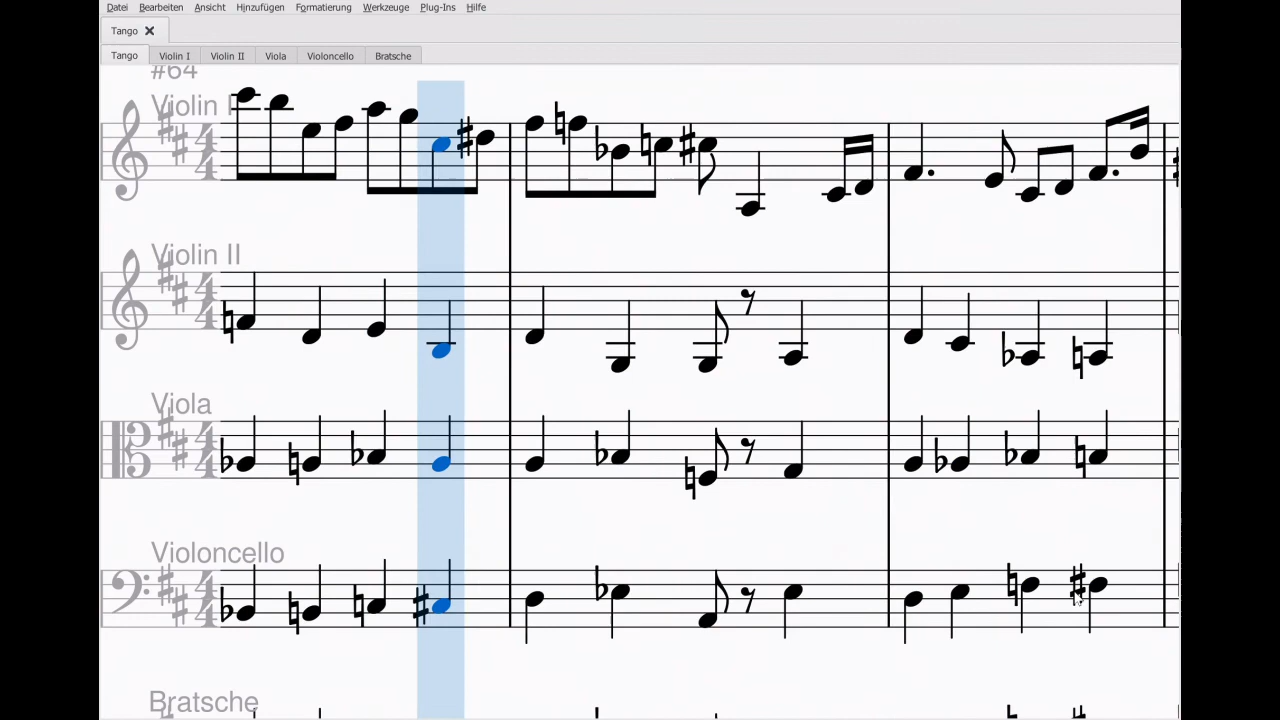 Datei Bearbeiten Ansicht Hinzufügen Formatierung Werkzeuge Plug-Ins Hilfe
Tango
Tango Violin I Violin II Viola Violoncello Bratsche
#64
Violin I
Violin II
Viola
Violoncello
Bratsche